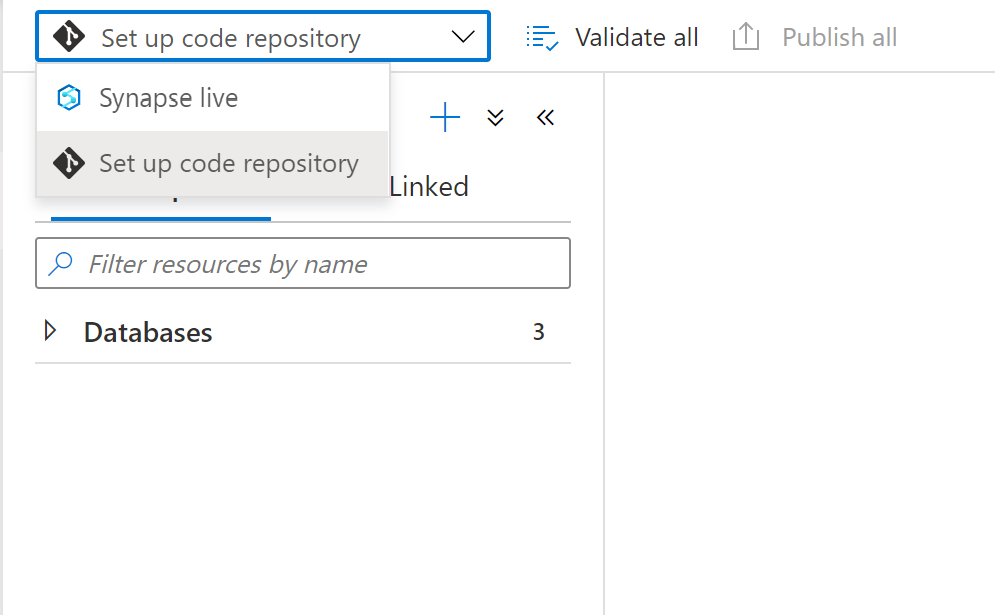 Set up code repository
Validate all
Publish all
Synapse live
Set up code repository
Linked
Filter resources by name
Databases 3